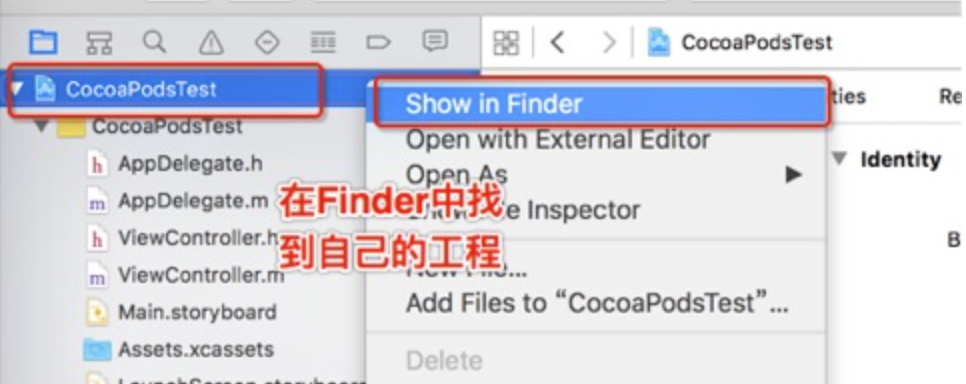 CocoaPodsTest
CocoaPodsTest
CocoaPodsTest
AppDelegate.h
AppDelegate.m
ViewController.h
ViewController.m
Main.storyboard
Assets.xcassets
Show in Finder
Open with External Editor
Open As
Inspector
New File...
Add Files to “CocoaPodsTest”...
Delete
在Finder中找
到自己的工程
ties
Re
Identity
B